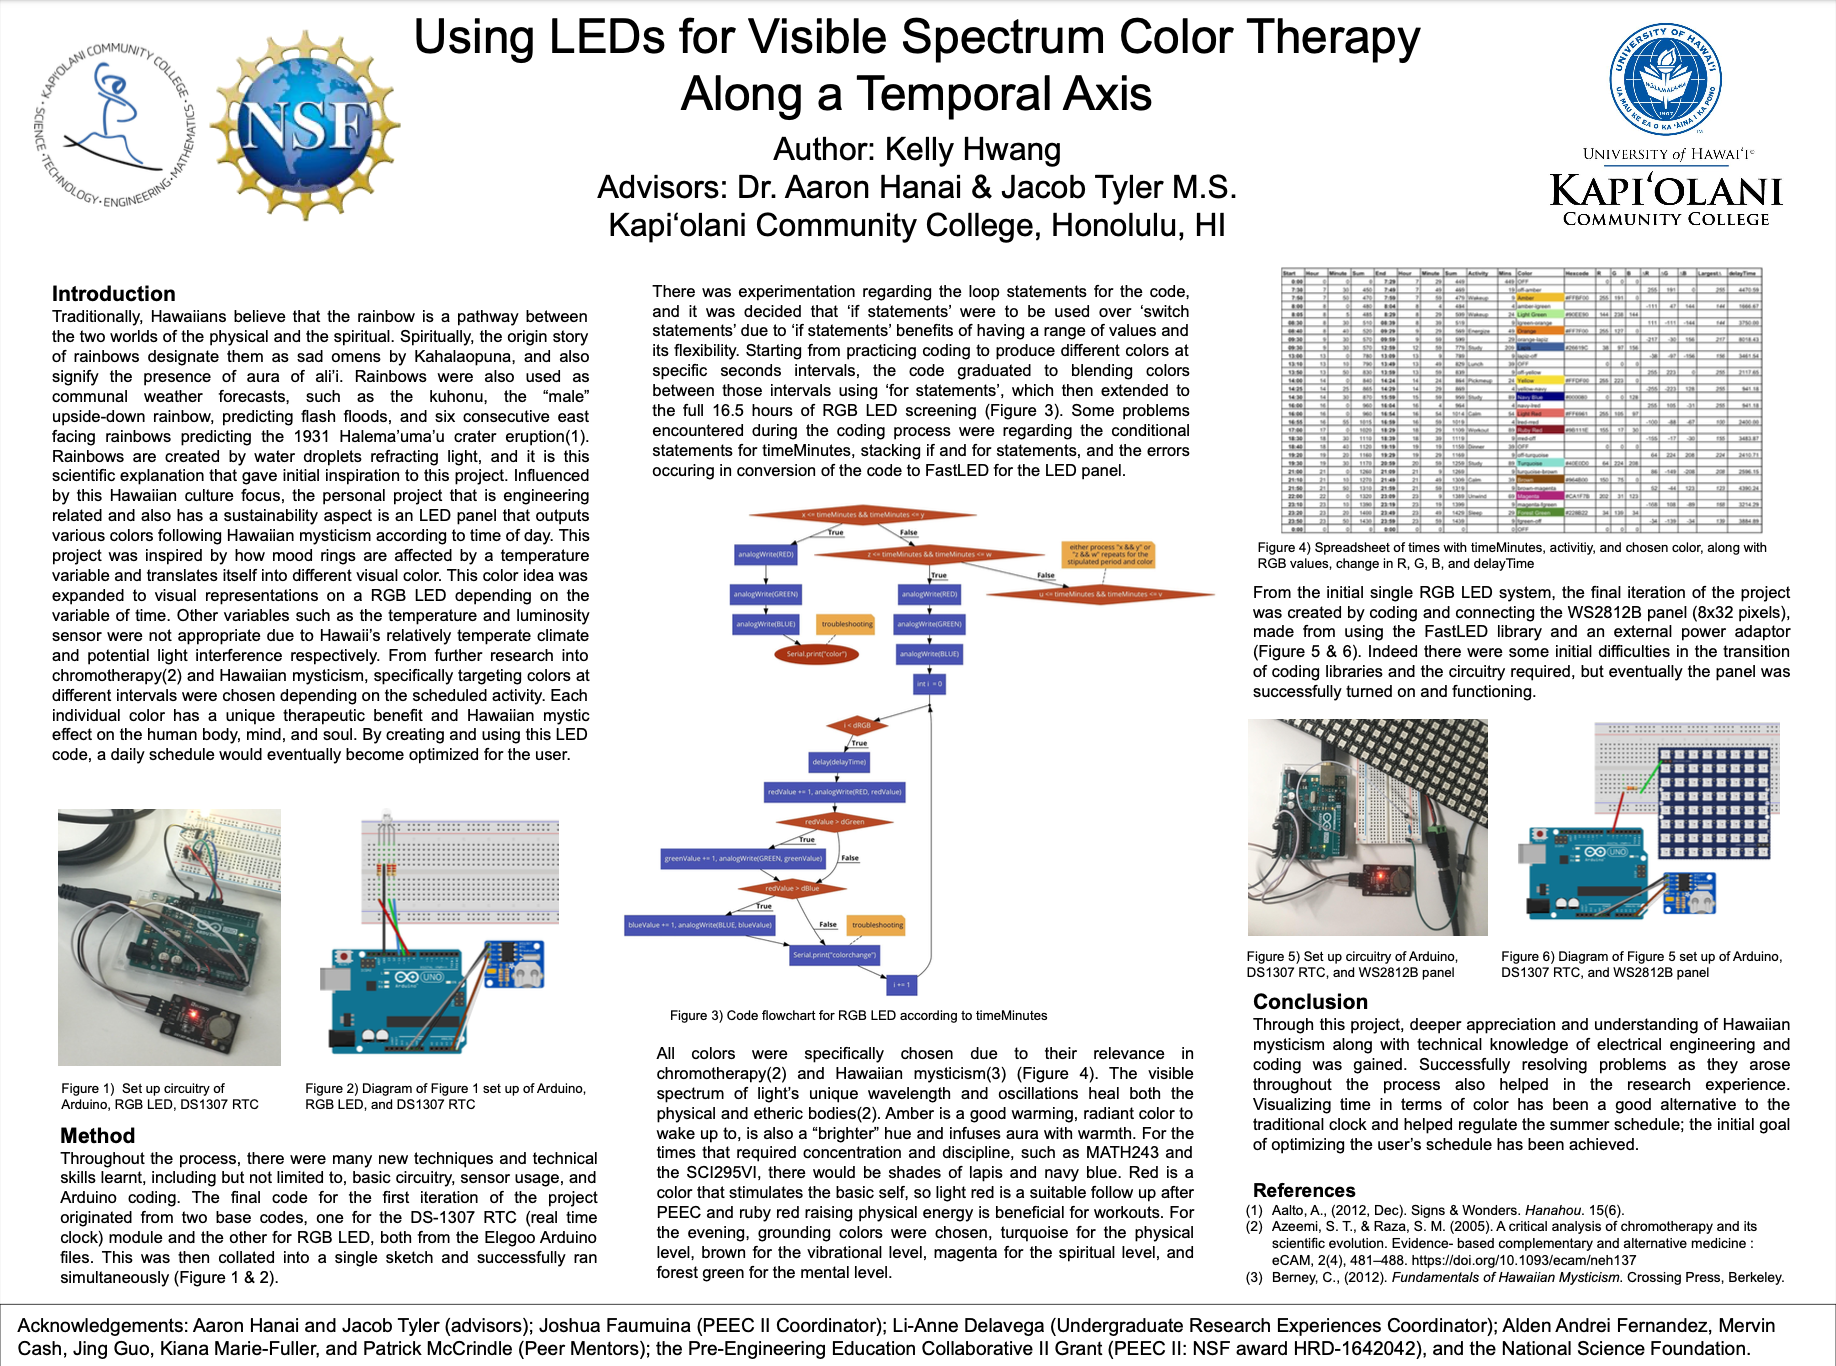 Using LEDs for Visible Spectrum Color Therapy
Along a Temporal Axis
Author: Kelly Hwang
Advisors: Dr. Aaron Hanai & Jacob Tyler M.S.
Kapiʻolani Community College, Honolulu, HI
KAPIʻOLANI COMMUNITY COLLEGE
SCIENCE • TECHNOLOGY • ENGINEERING • MATHEMATICS
NSF
UNIVERSITY OF HAWAIʻI
1907
UNIVERSITY of HAWAIʻI
KAPIʻOLANI
COMMUNITY COLLEGE
Introduction
Traditionally, Hawaiians believe that the rainbow is a pathway between
the two worlds of the physical and the spiritual. Spiritually, the origin story
of rainbows designate them as sad omens by Kahalaopuna, and also
signify the presence of aura of ali'i. Rainbows were also used as
communal weather forecasts, such as the kuhonu, the “male”
upside-down rainbow, predicting flash floods, and six consecutive east
facing rainbows predicting the 1931 Halema'uma'u crater eruption(1).
Rainbows are created by water droplets refracting light, and it is this
scientific explanation that gave initial inspiration to this project. Influenced
by this Hawaiian culture focus, the personal project that is engineering
related and also has a sustainability aspect is an LED panel that outputs
various colors following Hawaiian mysticism according to time of day. This
project was inspired by how mood rings are affected by a temperature
variable and translates itself into different visual color. This color idea was
expanded to visual representations on a RGB LED depending on the
variable of time. Other variables such as the temperature and luminosity
sensor were not appropriate due to Hawaii's relatively temperate climate
and potential light interference respectively. From further research into
chromotherapy(2) and Hawaiian mysticism, specifically targeting colors at
different intervals were chosen depending on the scheduled activity. Each
individual color has a unique therapeutic benefit and Hawaiian mystic
effect on the human body, mind, and soul. By creating and using this LED
code, a daily schedule would eventually become optimized for the user.
UNO
Figure 1) Set up circuitry of
Arduino, RGB LED, DS1307 RTC
Figure 2) Diagram of Figure 1 set up of Arduino,
RGB LED, and DS1307 RTC
Method
Throughout the process, there were many new techniques and technical
skills learnt, including but not limited to, basic circuitry, sensor usage, and
Arduino coding. The final code for the first iteration of the project
originated from two base codes, one for the DS-1307 RTC (real time
clock) module and the other for RGB LED, both from the Elegoo Arduino
files. This was then collated into a single sketch and successfully ran
simultaneously (Figure 1 & 2).
There was experimentation regarding the loop statements for the code,
and it was decided that ‘if statements’ were to be used over ‘switch
statements’ due to ‘if statements’ benefits of having a range of values and
its flexibility. Starting from practicing coding to produce different colors at
specific seconds intervals, the code graduated to blending colors
between those intervals using ‘for statements’, which then extended to
the full 16.5 hours of RGB LED screening (Figure 3). Some problems
encountered during the coding process were regarding the conditional
statements for timeMinutes, stacking if and for statements, and the errors
occuring in conversion of the code to FastLED for the LED panel.
x <= timeMinutes && timeMinutes <= y
True
False
analogWrite(RED)
z <= timeMinutes && timeMinutes <= w
either process "x && y" or
"z && w" repeats for the
stipulated period and color
True
False
analogWrite(GREEN)
analogWrite(RED)
u <= timeMinutes && timeMinutes <= v
analogWrite(BLUE)
troubleshooting
analogWrite(GREEN)
Serial.print("color")
analogWrite(BLUE)
int i = 0
i < dRGB
True
delay(delayTime)
redValue += 1, analogWrite(RED, redValue)
redValue > dGreen
True
False
greenValue += 1, analogWrite(GREEN, greenValue)
redValue > dBlue
True
False
blueValue += 1, analogWrite(BLUE, blueValue)
troubleshooting
Serial.print("colorchange")
i += 1
Figure 3) Code flowchart for RGB LED according to timeMinutes
All colors were specifically chosen due to their relevance in
chromotherapy(2) and Hawaiian mysticism(3) (Figure 4). The visible
spectrum of light's unique wavelength and oscillations heal both the
physical and etheric bodies(2). Amber is a good warming, radiant color to
wake up to, is also a “brighter” hue and infuses aura with warmth. For the
times that required concentration and discipline, such as MATH243 and
the SCI295VI, there would be shades of lapis and navy blue. Red is a
color that stimulates the basic self, so light red is a suitable follow up after
PEEC and ruby red raising physical energy is beneficial for workouts. For
the evening, grounding colors were chosen, turquoise for the physical
level, brown for the vibrational level, magenta for the spiritual level, and
forest green for the mental level.
Start Hour Minute Sum End Hour Minute Sum Activity Mins Color Hexcode R G B
Figure 4) Spreadsheet of times with timeMinutes, activitiy, and chosen color, along with
RGB values, change in R, G, B, and delayTime
From the initial single RGB LED system, the final iteration of the project
was created by coding and connecting the WS2812B panel (8x32 pixels),
made from using the FastLED library and an external power adaptor
(Figure 5 & 6). Indeed there were some initial difficulties in the transition
of coding libraries and the circuitry required, but eventually the panel was
successfully turned on and functioning.
UNO
Figure 5) Set up circuitry of Arduino,
DS1307 RTC, and WS2812B panel
Figure 6) Diagram of Figure 5 set up of Arduino,
DS1307 RTC, and WS2812B panel
Conclusion
Through this project, deeper appreciation and understanding of Hawaiian
mysticism along with technical knowledge of electrical engineering and
coding was gained. Successfully resolving problems as they arose
throughout the process also helped in the research experience.
Visualizing time in terms of color has been a good alternative to the
traditional clock and helped regulate the summer schedule; the initial goal
of optimizing the user's schedule has been achieved.
References
(1) Aalto, A., (2012, Dec). Signs & Wonders. Hanahou. 15(6).
(2) Azeemi, S. T., & Raza, S. M. (2005). A critical analysis of chromotherapy and its
scientific evolution. Evidence- based complementary and alternative medicine :
eCAM, 2(4), 481–488. https://doi.org/10.1093/ecam/neh137
(3) Berney, C., (2012). Fundamentals of Hawaiian Mysticism. Crossing Press, Berkeley.
Acknowledgements: Aaron Hanai and Jacob Tyler (advisors); Joshua Faumuina (PEEC II Coordinator); Li-Anne Delavega (Undergraduate Research Experiences Coordinator); Alden Andrei Fernandez, Mervin
Cash, Jing Guo, Kiana Marie-Fuller, and Patrick McCrindle (Peer Mentors); the Pre-Engineering Education Collaborative II Grant (PEEC II: NSF award HRD-1642042), and the National Science Foundation.